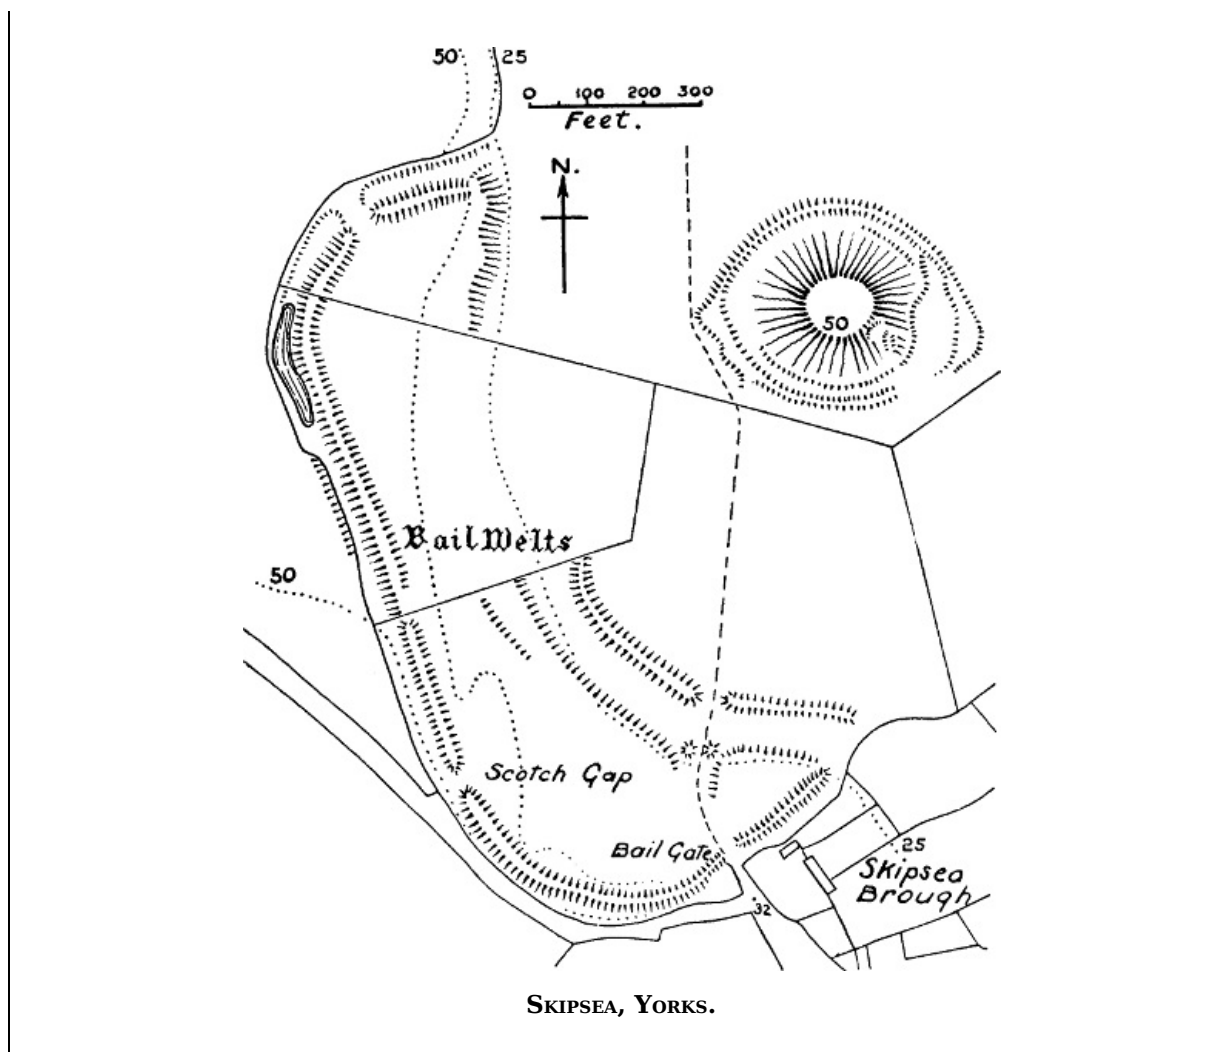 50 25
0 100 200 300
Feet.
N.
50
Bail Welts
50
Scotch Gap
Bail Gate
25
Skipsea
Brough
32
Skipsea, Yorks.